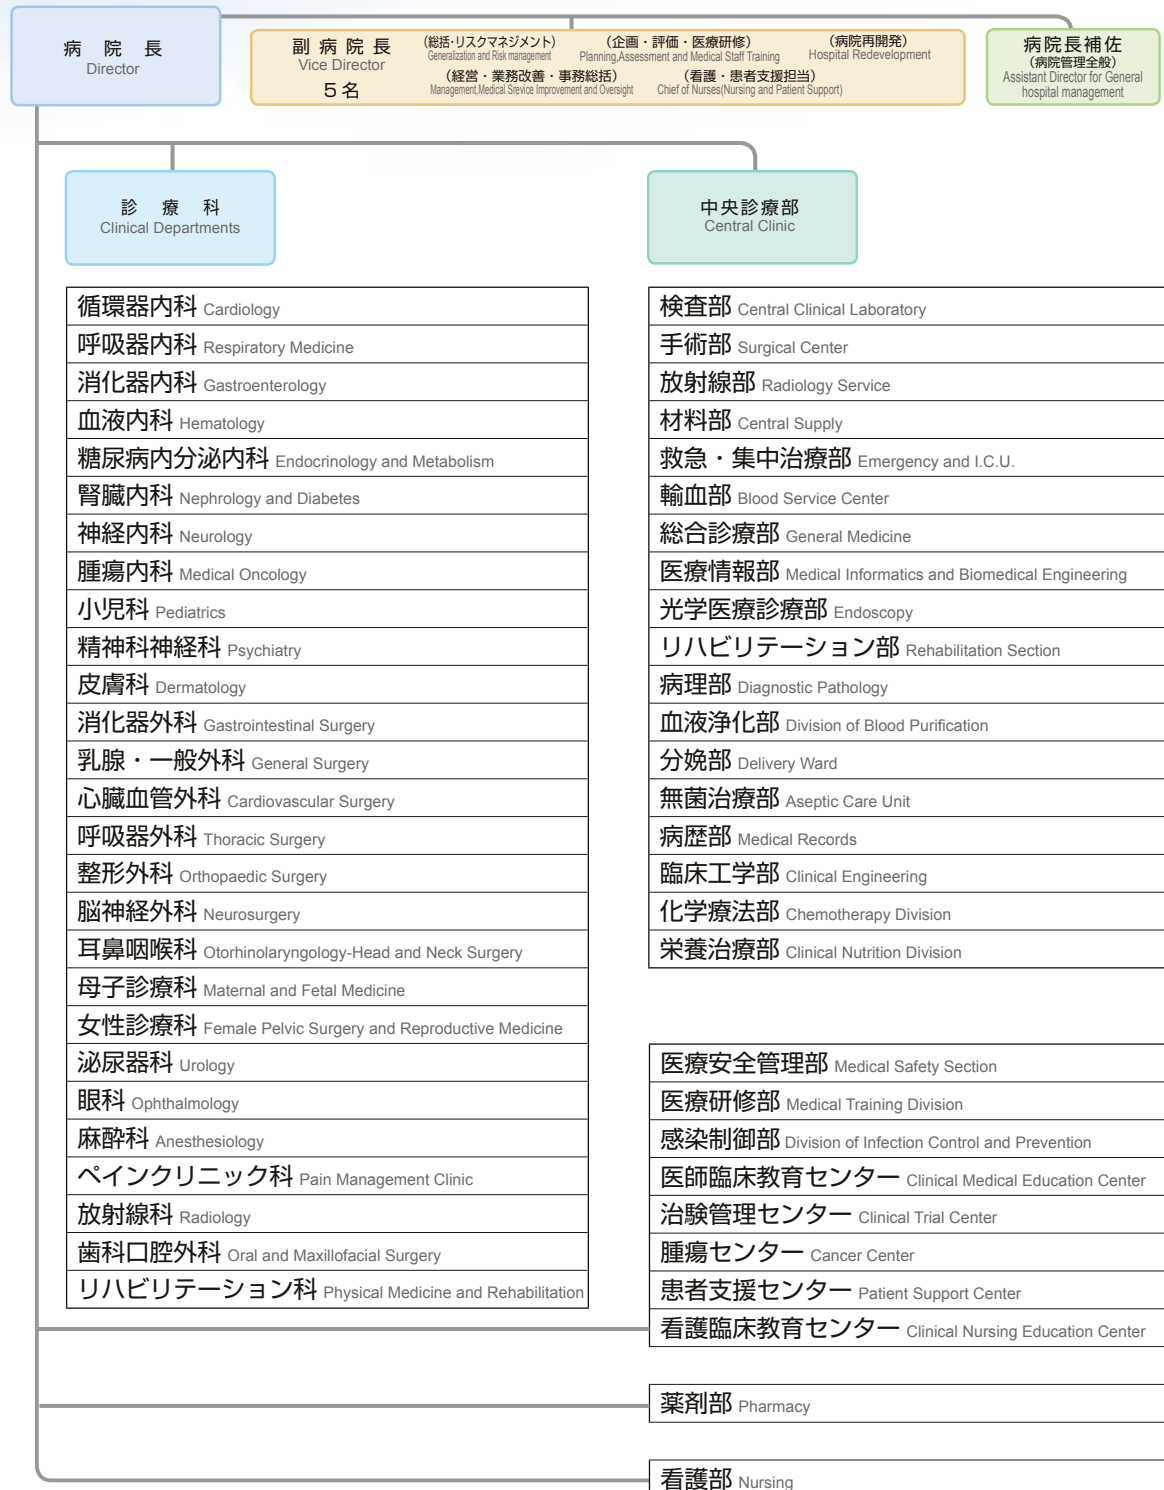 病院長
Director
副病院長
Vice Director
5名
(総括・リスクマネジメント)
Generalization and Risk management
(企画・評価・医療研修)
Planning,Assessment and Medical Staff Training
(病院再開発)
Hospital Redevelopment
(経営・業務改善・事務総括)
Management,Medical Srevice Improvement and Oversight
(看護・患者支援担当)
Chief of Nurses(Nursing and Patient Support)
病院長補佐
(病院管理全般)
Assistant Director for General
hospital management
診療科
Clinical Departments
循環器内科 Cardiology
呼吸器内科 Respiratory Medicine
消化器内科 Gastroenterology
血液内科 Hematology
糖尿病内分泌内科 Endocrinology and Metabolism
腎臓内科 Nephrology and Diabetes
神経内科 Neurology
腫瘍内科 Medical Oncology
小児科 Pediatrics
精神科神経科 Psychiatry
皮膚科 Dermatology
消化器外科 Gastrointestinal Surgery
乳腺・一般外科 General Surgery
心臓血管外科 Cardiovascular Surgery
呼吸器外科 Thoracic Surgery
整形外科 Orthopaedic Surgery
脳神経外科 Neurosurgery
耳鼻咽喉科 Otorhinolaryngology-Head and Neck Surgery
母子診療科 Maternal and Fetal Medicine
女性診療科 Female Pelvic Surgery and Reproductive Medicine
泌尿器科 Urology
眼科 Ophthalmology
麻酔科 Anesthesiology
ペインクリニック科 Pain Management Clinic
放射線科 Radiology
歯科口腔外科 Oral and Maxillofacial Surgery
リハビリテーション科 Physical Medicine and Rehabilitation
中央診療部
Central Clinic
検査部 Central Clinical Laboratory
手術部 Surgical Center
放射線部 Radiology Service
材料部 Central Supply
救急・集中治療部 Emergency and I.C.U.
輸血部 Blood Service Center
総合診療部 General Medicine
医療情報部 Medical Informatics and Biomedical Engineering
光学医療診療部 Endoscopy
リハビリテーション部 Rehabilitation Section
病理部 Diagnostic Pathology
血液浄化部 Division of Blood Purification
分娩部 Delivery Ward
無菌治療部 Aseptic Care Unit
病歴部 Medical Records
臨床工学部 Clinical Engineering
化学療法部 Chemotherapy Division
栄養治療部 Clinical Nutrition Division
医療安全管理部 Medical Safety Section
医療研修部 Medical Training Division
感染制御部 Division of Infection Control and Prevention
医師臨床教育センター Clinical Medical Education Center
治験管理センター Clinical Trial Center
腫瘍センター Cancer Center
患者支援センター Patient Support Center
看護臨床教育センター Clinical Nursing Education Center
薬剤部 Pharmacy
看護部 Nursing